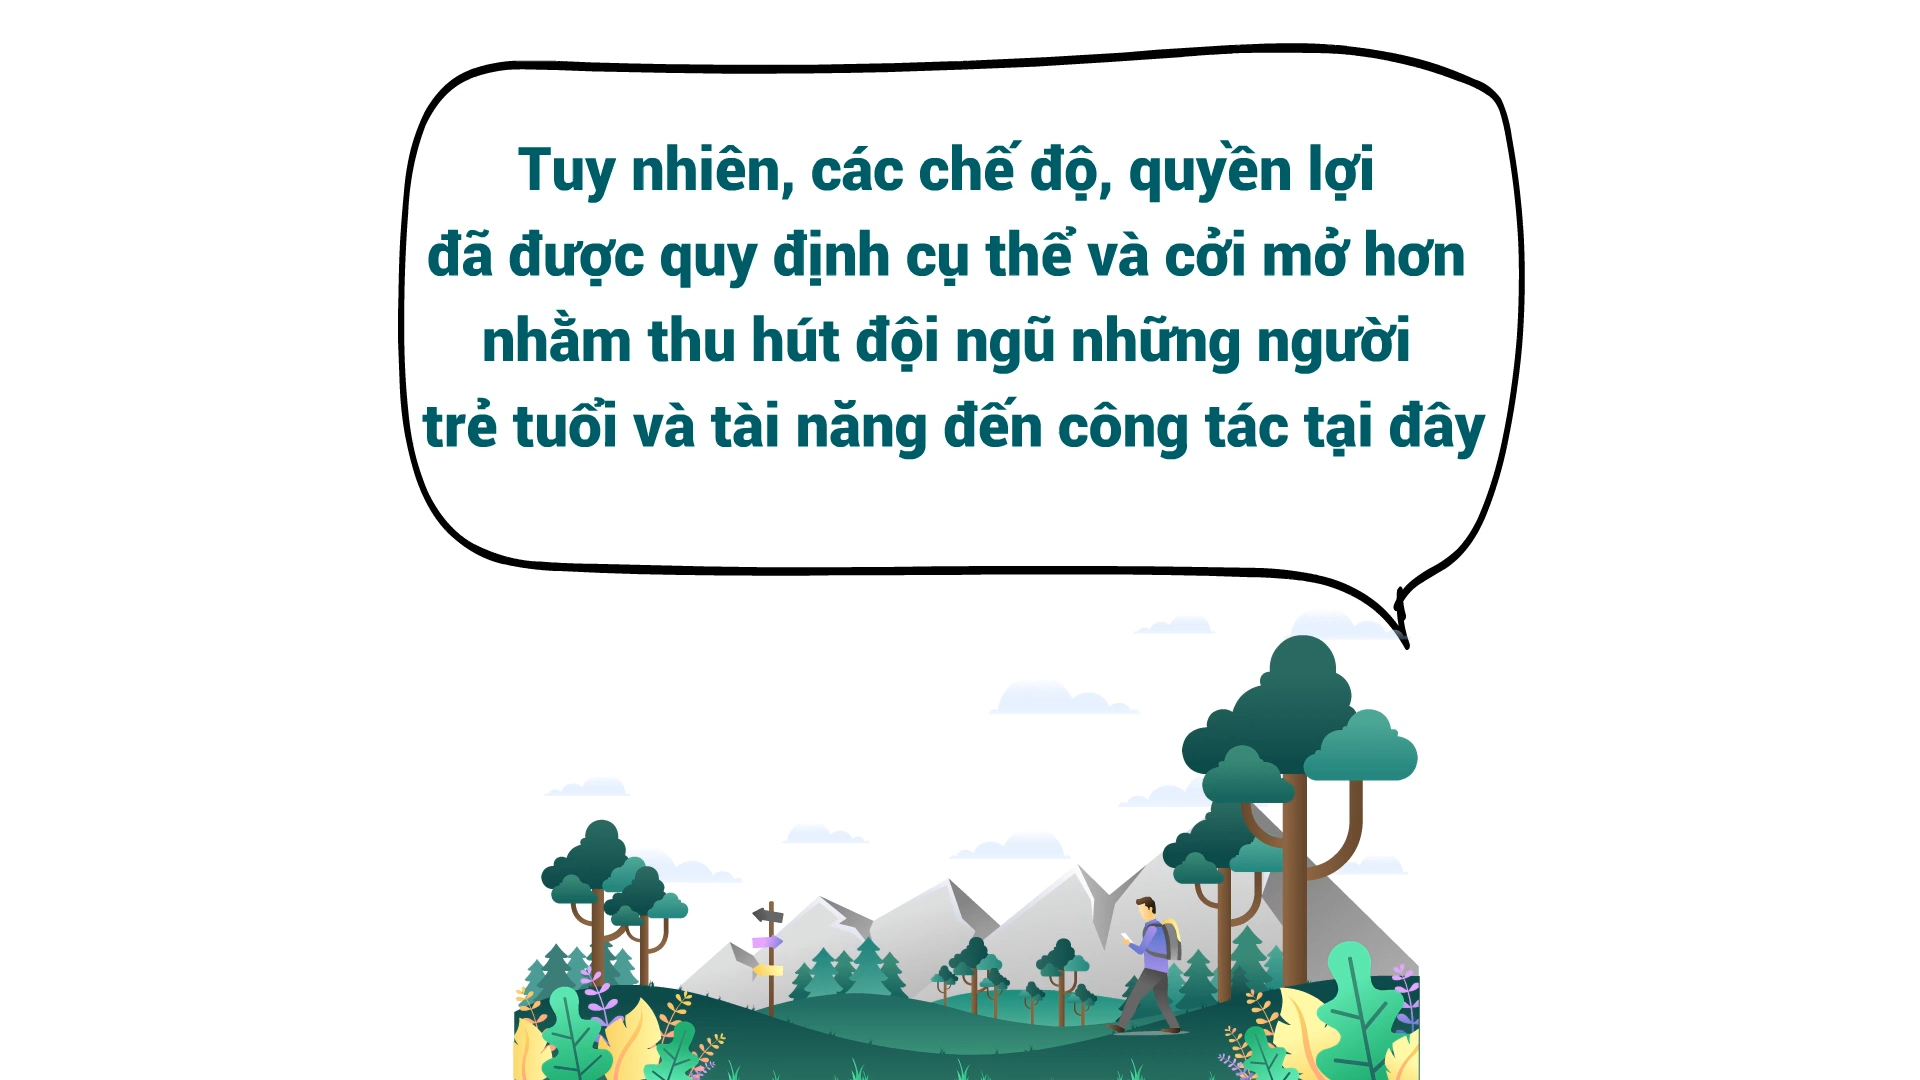 Tuy nhiên, các chế độ, quyền lợi
đã được quy định cụ thể và cởi mở hơn
nhằm thu hút đội ngũ những người
trẻ tuổi và tài năng đến công tác tại đây